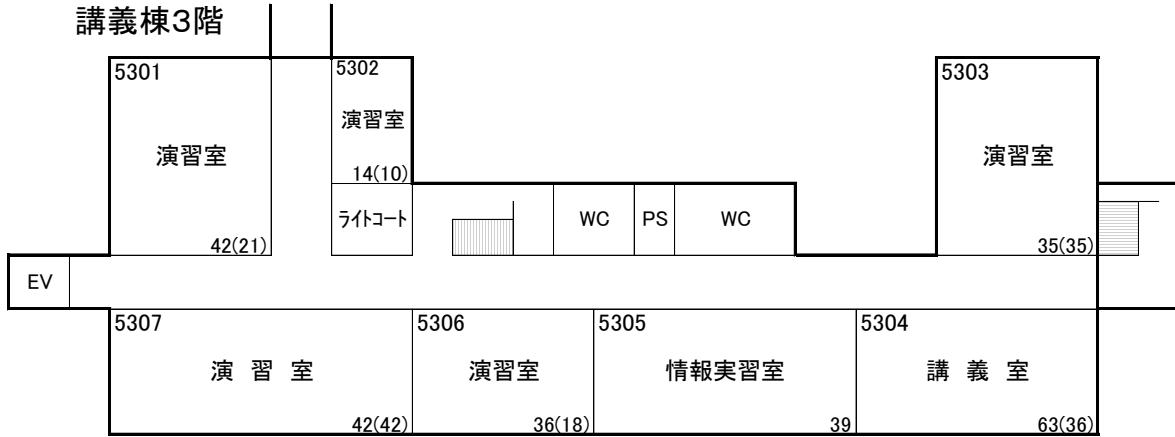 講義棟3階
5301
演習室
42(21)
5302
演習室
14(10)
ライトコート
WC
PS
WC
5303
演習室
35(35)
EV
5307
演 習 室
42(42)
5306
演習室
36(18)
5305
情報実習室
39
5304
講 義 室
63(36)